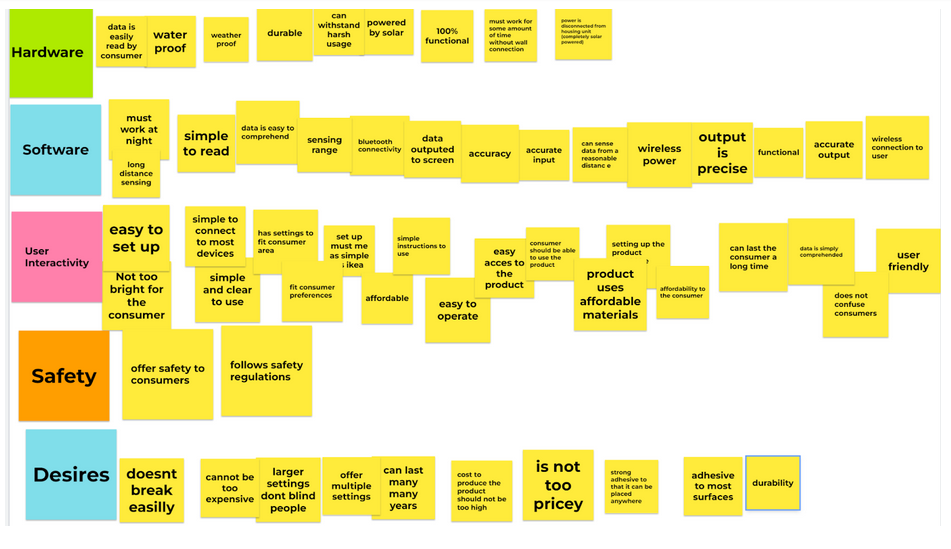 Hardware
data is
easily
read by
consumer
water
proof
weather
proof
durable
can
withstand
harsh
usage
powered
by solar
100%
functional
must work for
some amount
of time
without wall
connection
power is
disconnected from
housing unit
(completely solar
powered)
Software
must
work at
night
long
distance
sensing
simple
to read
data is easy to
comprehend
sensing
range
bluetooth
connectivity
data
outputed
to screen
accuracy
accurate
input
can sense
data from a
reasonable
distanc e
wireless
power
output
is
precise
functional
accurate
output
wireless
connection to
user
User
Interactivity
easy to
set up
Not too
bright for
the
consumer
simple to
connect
to most
devices
simple
and clear
to use
has settings to
fit consumer
area
fit consumer
preferences
set up
must me
as simple
s ikea
affordable
simple
instructions to
use
easy to
operate
easy
acces to
the
product
consumer
should be able
to use the
product
product
uses
affordable
materials
setting up the
?
affordability to
the consumer
can last the
consumer a
long time
data is simply
comprehended
does not
confuse
consumers
user
friendly
Safety
offer safety to
consumers
follows safety
regulations
Desires
doesnt
break
easilly
cannot be
too
expensive
larger
settings
dont blind
people
offer
multiple
settings
can last
many
many
years
cost to
produce the
product
should not be
too high
is not
too
pricey
strong
adhesive to
that it can be
placed
anywhere
adhesive
to most
surfaces
durability